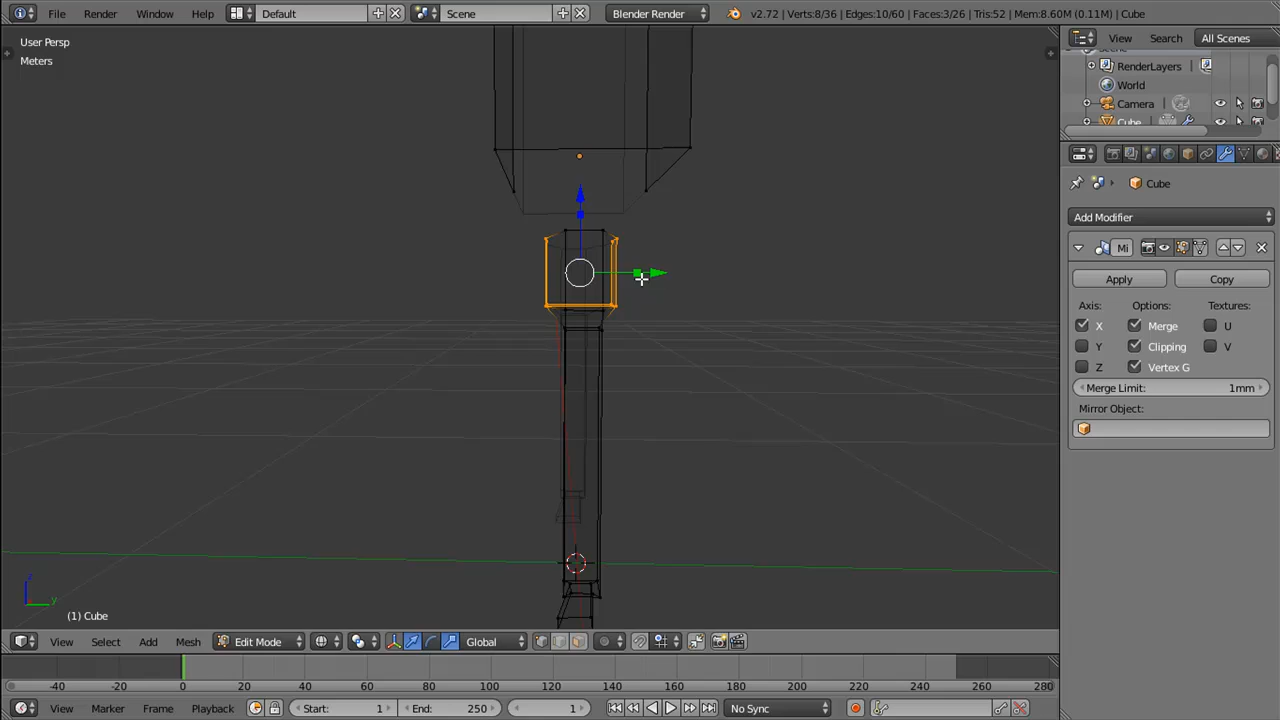 File Render Window Help Default Scene Blender Render v2.72 | Verts:8/36 | Edges:10/60 | Faces:3/26 | Tris:52 | Mem:8.60M (0.11M) | Cube
User Persp
Meters
View Search All Scenes
Scene
RenderLayers
World
Camera
Cube
Cube
Add Modifier
Mi
Apply Copy
Axis: Options: Textures:
X Merge U
Y Clipping V
Z Vertex G
Merge Limit: 1mm
Mirror Object:
z
y
(1) Cube
View Select Add Mesh Edit Mode Global
-40 -20 0 20 40 60 80 100 120 140 160 180 200 220 240 260 280
View Marker Frame Playback Start: 1 End: 250 1 No Sync